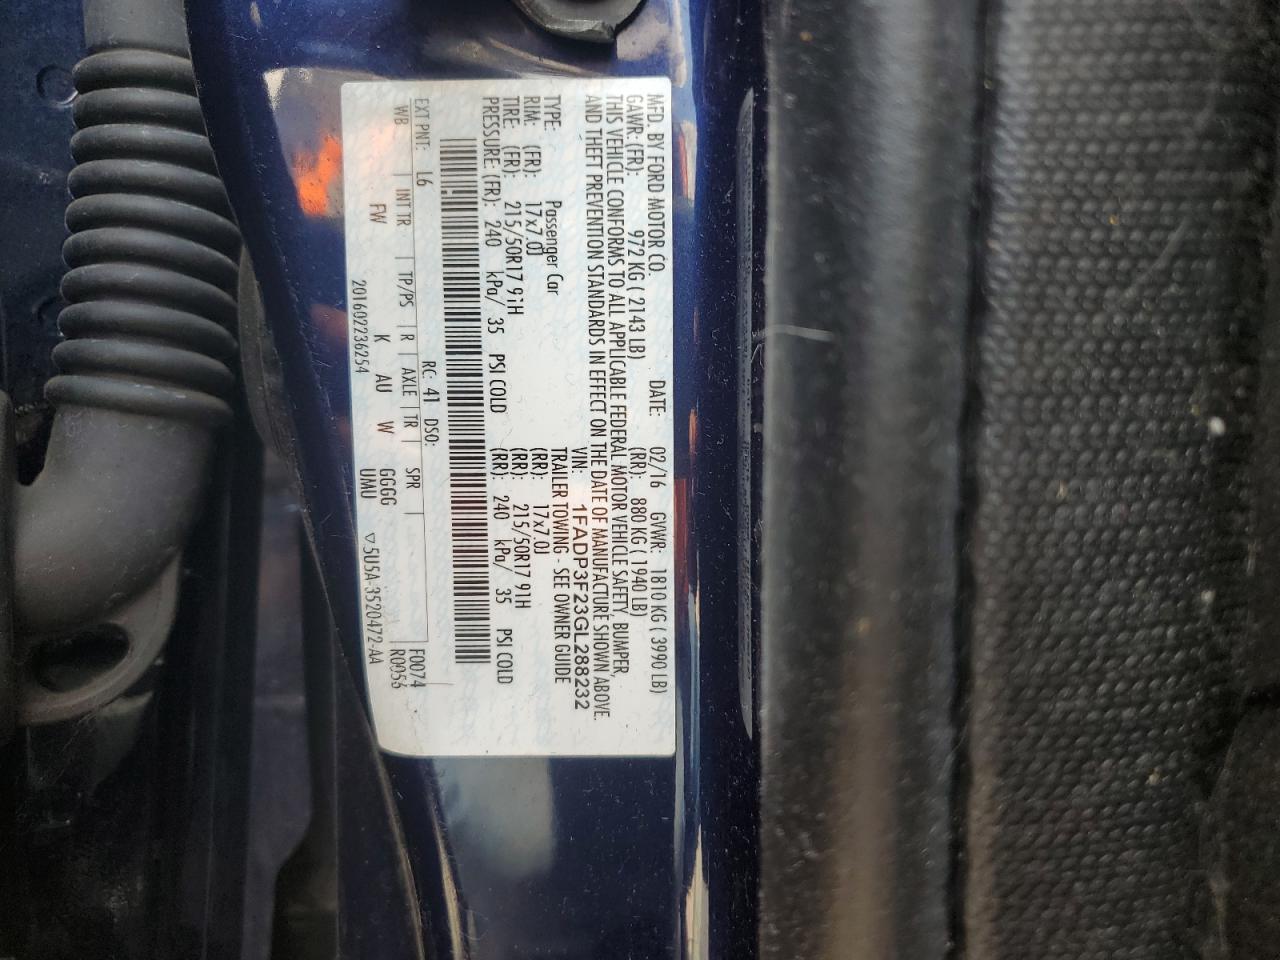 MFD. BY FORD MOTOR CO. DATE: 02/16 GVWR: 1810 KG ( 3990 LB)
GAWR: (FR): 972 KG ( 2143 LB) (RR): 880 KG ( 1940 LB)
THIS VEHICLE CONFORMS TO ALL APPLICABLE FEDERAL MOTOR VEHICLE SAFETY, BUMPER,
AND THEFT PREVENTION STANDARDS IN EFFECT ON THE DATE OF MANUFACTURE SHOWN ABOVE.
VIN: 1FADP3F23GL288232
TYPE: Passenger Car TRAILER TOWING - SEE OWNER GUIDE
RIM: (FR): 17x7.0J (RR): 17x7.0J
TIRE: (FR): 215/50R17 91H (RR): 215/50R17 91H
PRESSURE: (FR): 240 kPa/ 35 PSI COLD (RR): 240 kPa/ 35 PSI COLD
EXT PNT: L6 RC: 41 DSO: F0074
WB INT TR TP/PS R AXLE TR SPR R0056
FW K AU W GGGG
201602236254 UMU ▽5U5A-3520472-AA